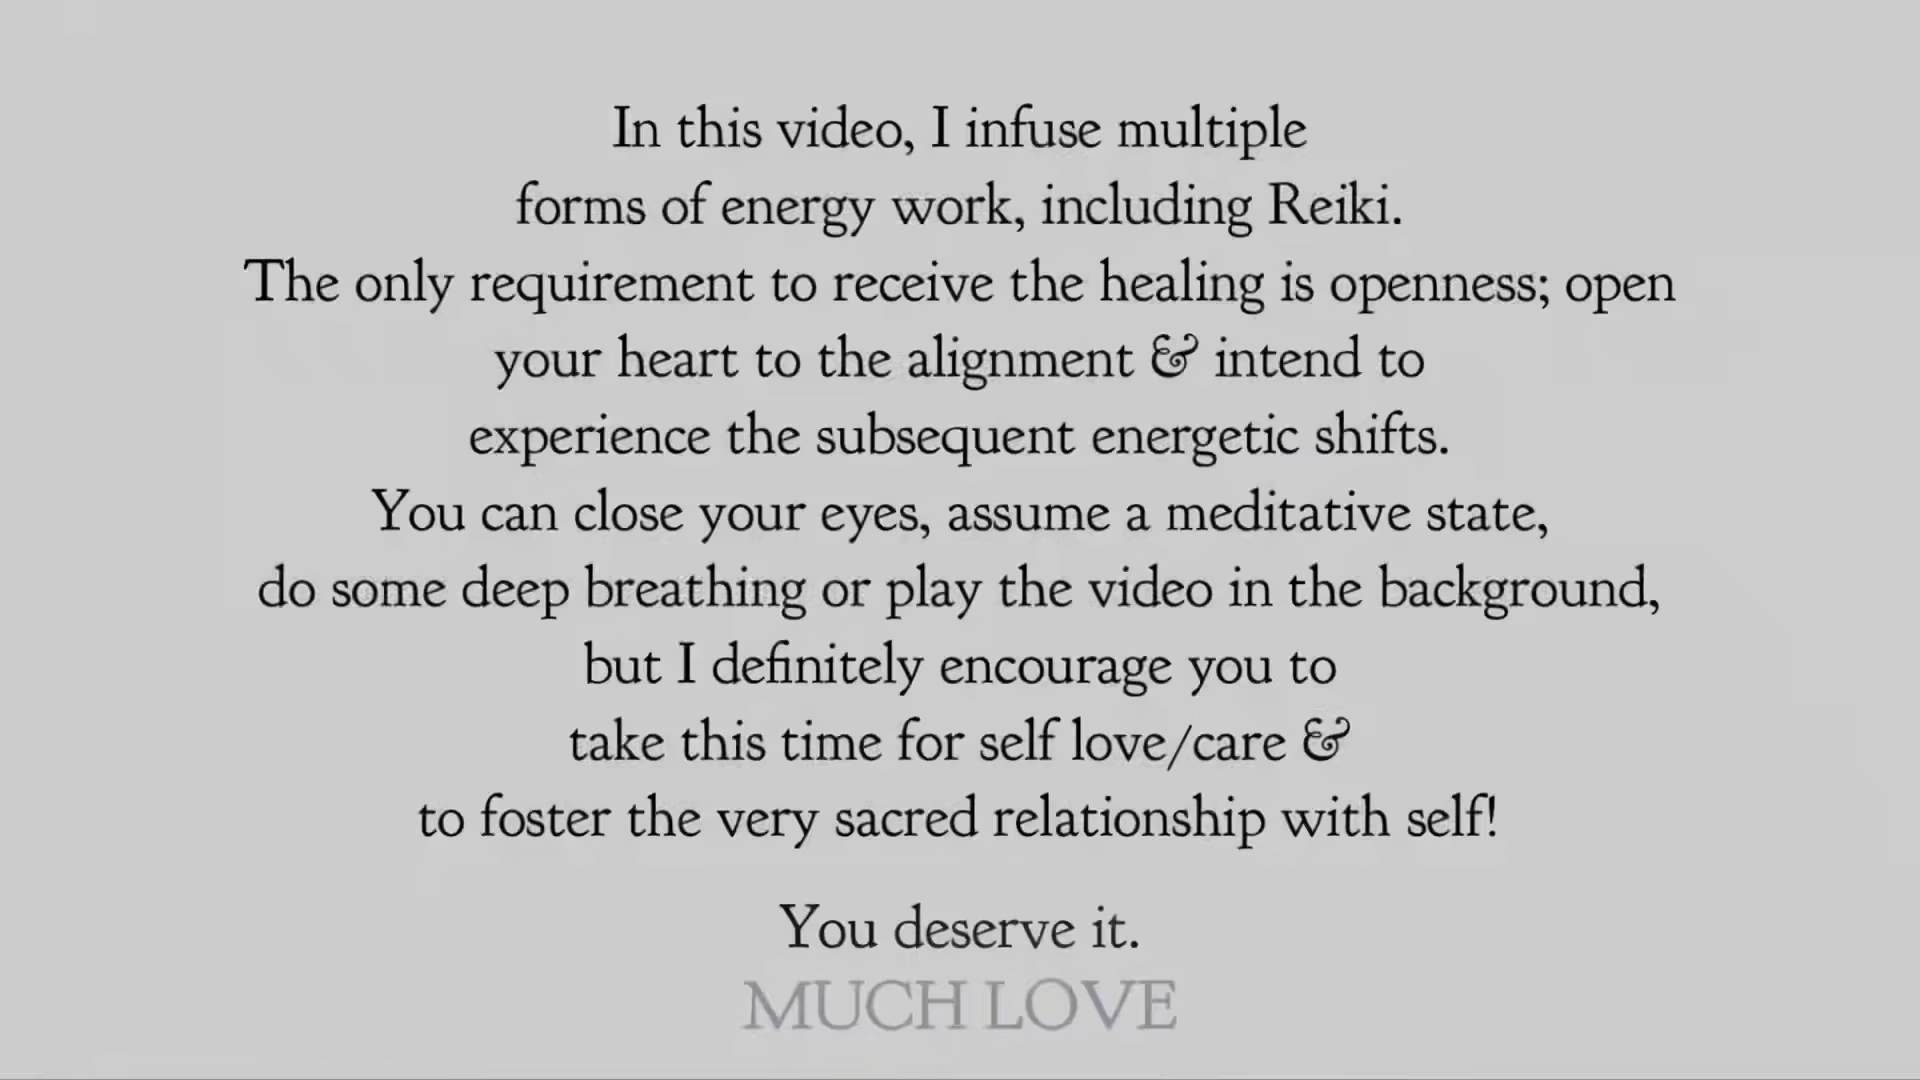 In this video, I infuse multiple
forms of energy work, including Reiki.
The only requirement to receive the healing is openness; open
your heart to the alignment & intend to
experience the subsequent energetic shifts.
You can close your eyes, assume a meditative state,
do some deep breathing or play the video in the background,
but I definitely encourage you to
take this time for self love/care &
to foster the very sacred relationship with self!
You deserve it.
MUCH LOVE